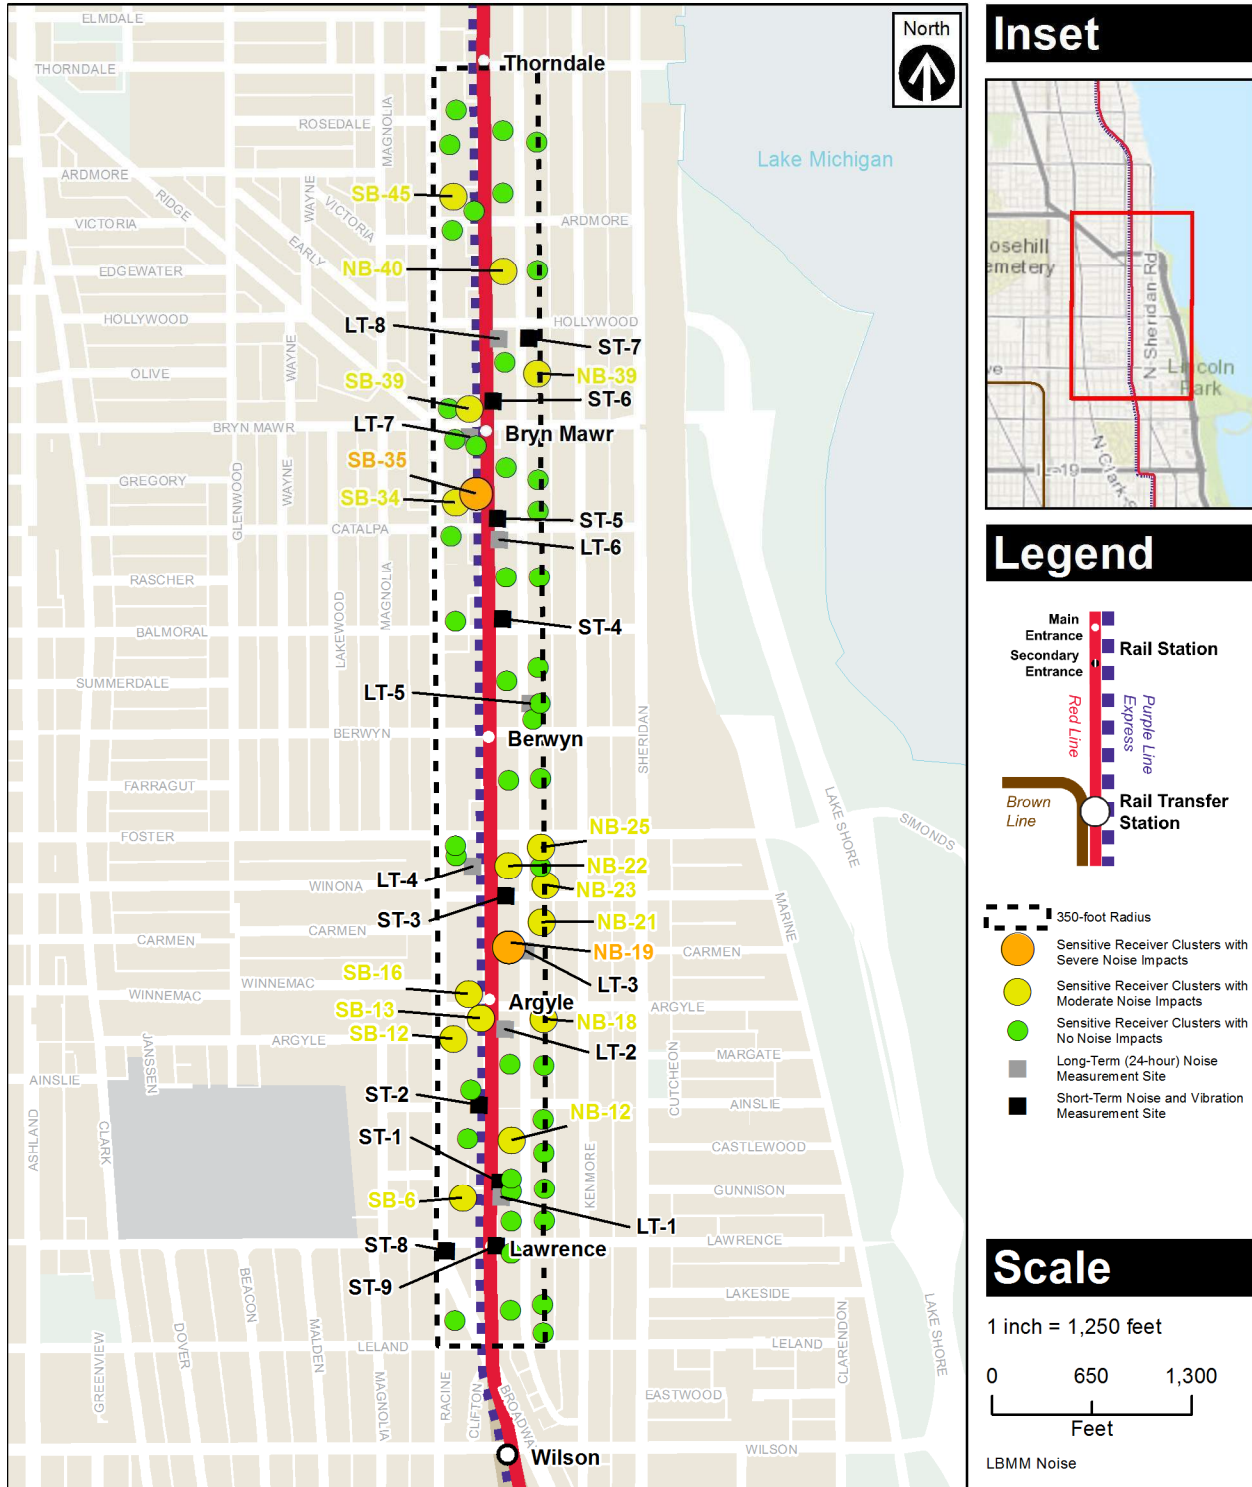 ELMDALE
North
Inset
Thorndale
THORNDALE
MAGNOLIA
ROSEDALE
Lake Michigan
ARDMORE
WAYNE
RIDGE
SB-45
VICTORIA
VICTORIA
ARDMORE
EARLY
EDGEWATER
NB-40
HOLLYWOOD
HOLLYWOOD
LT-8
ST-7
WAYNE
OLIVE
SB-39
NB-39
ST-6
BRYN MAWR
LT-7
Bryn Mawr
SB-35
GLENWOOD
WAYNE
GREGORY
SB-34
CATALPA
ST-5
LT-6
RASCHER
MAGNOLIA
LAKEWOOD
BALMORAL
ST-4
SUMMERDALE
LT-5
SHERIDAN
BERWYN
Berwyn
FARRAGUT
LAKE SHORE
SIMONDS
FOSTER
NB-25
NB-22
LT-4
WINONA
NB-23
MARINE
ST-3
NB-21
CARMEN
CARMEN
NB-19
CARMEN
SB-16
LT-3
WINNEMAC
WINNEMAC
Argyle
ARGYLE
SB-13
NB-18
SB-12
ARGYLE
LT-2
JANSSEN
MARGATE
CUTCHEON
AINSLIE
ST-2
AINSLIE
NB-12
ASHLAND
CLARK
ST-1
CASTLEWOOD
KENMORE
SB-6
GUNNISON
LT-1
ST-8
Lawrence
LAWRENCE
ST-9
BEACON
LAKESIDE
GREENVIEW
DOVER
MALDEN
LELAND
LELAND
CLARENDON
LAKE SHORE
MAGNOLIA
RACINE
CLIFTON
BROADWA
EASTWOOD
Wilson
WILSON
osehill
emetery
N-Sheridan-Rd
ve
Lincoln
Park
N-Clark-S
Legend
Main
Entrance
Secondary
Entrance
Rail Station
Red Line
Purple Line
Express
Brown
Line
Rail Transfer
Station
350-foot Radius
Sensitive Receiver Clusters with
Severe Noise Impacts
Sensitive Receiver Clusters with
Moderate Noise Impacts
Sensitive Receiver Clusters with
No Noise Impacts
Long-Term (24-hour) Noise
Measurement Site
Short-Term Noise and Vibration
Measurement Site
Scale
1 inch = 1,250 feet
0 650 1,300
Feet
LBMM Noise